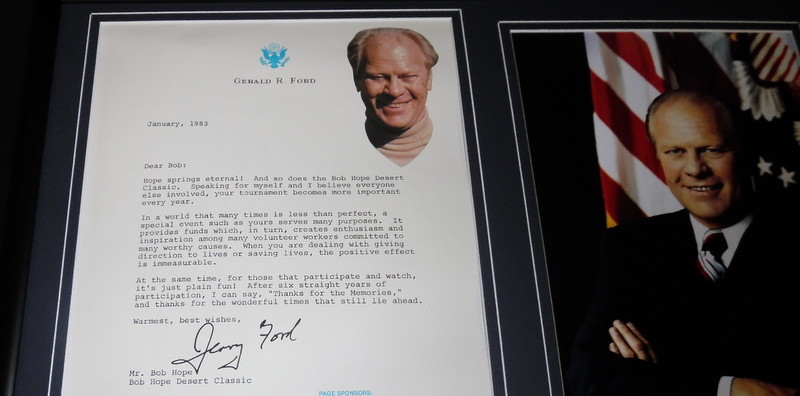 GERALD R. FORD
January, 1983
Dear Bob:
Hope springs eternal! And so does the Bob Hope Desert
Classic. Speaking for myself and I believe everyone
else involved, your tournament becomes more important
every year.
In a world that many times is less than perfect, a
special event such as yours serves many purposes. It
provides funds which, in turn, creates enthusiasm and
inspiration among many volunteer workers committed to
many worthy causes. When you are dealing with giving
direction to lives or saving lives, the positive effect
is immeasurable.
At the same time, for those that participate and watch,
it's just plain fun! After six straight years of
participation, I can say, "Thanks for the Memories,"
and thanks for the wonderful times that still lie ahead.
Warmest, best wishes,
Jerry Ford
Mr. Bob Hope
Bob Hope Desert Classic
PAGE SPONSORS: